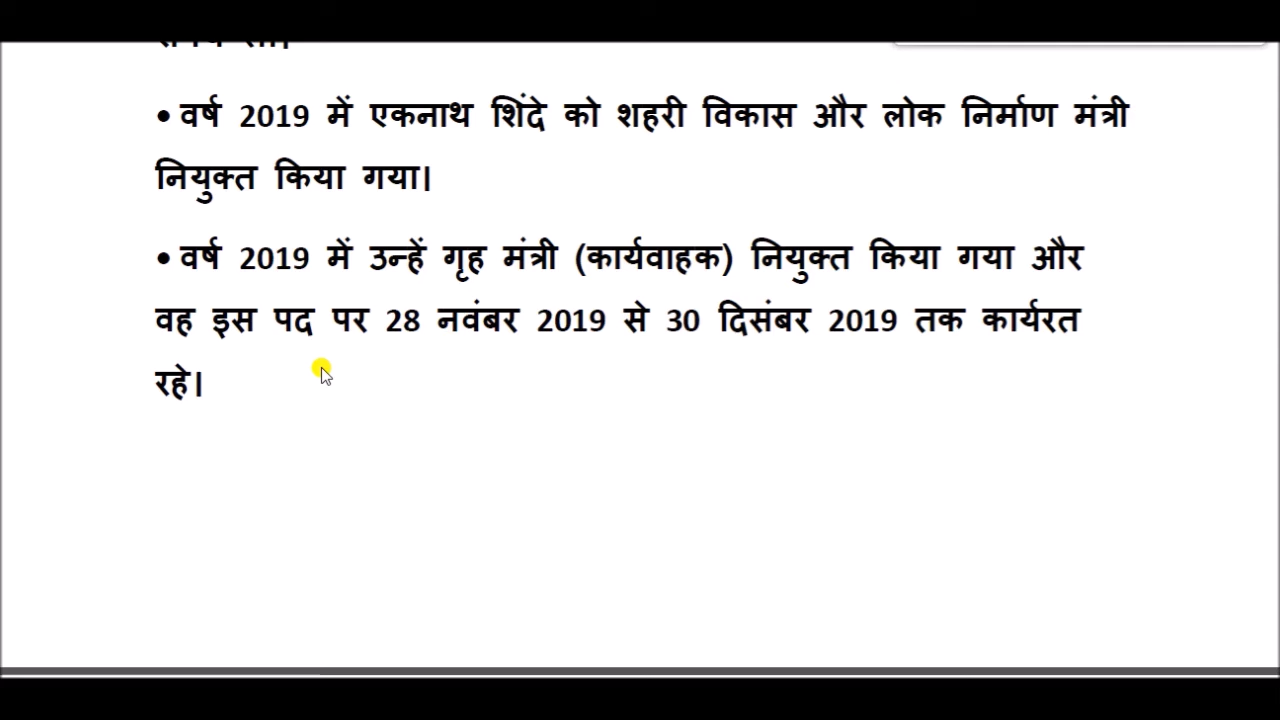 • वर्ष 2019 में एकनाथ शिंदे को शहरी विकास और लोक निर्माण मंत्री
नियुक्त किया गया।
• वर्ष 2019 में उन्हें गृह मंत्री (कार्यवाहक) नियुक्त किया गया और
वह इस पद पर 28 नवंबर 2019 से 30 दिसंबर 2019 तक कार्यरत
रहे।